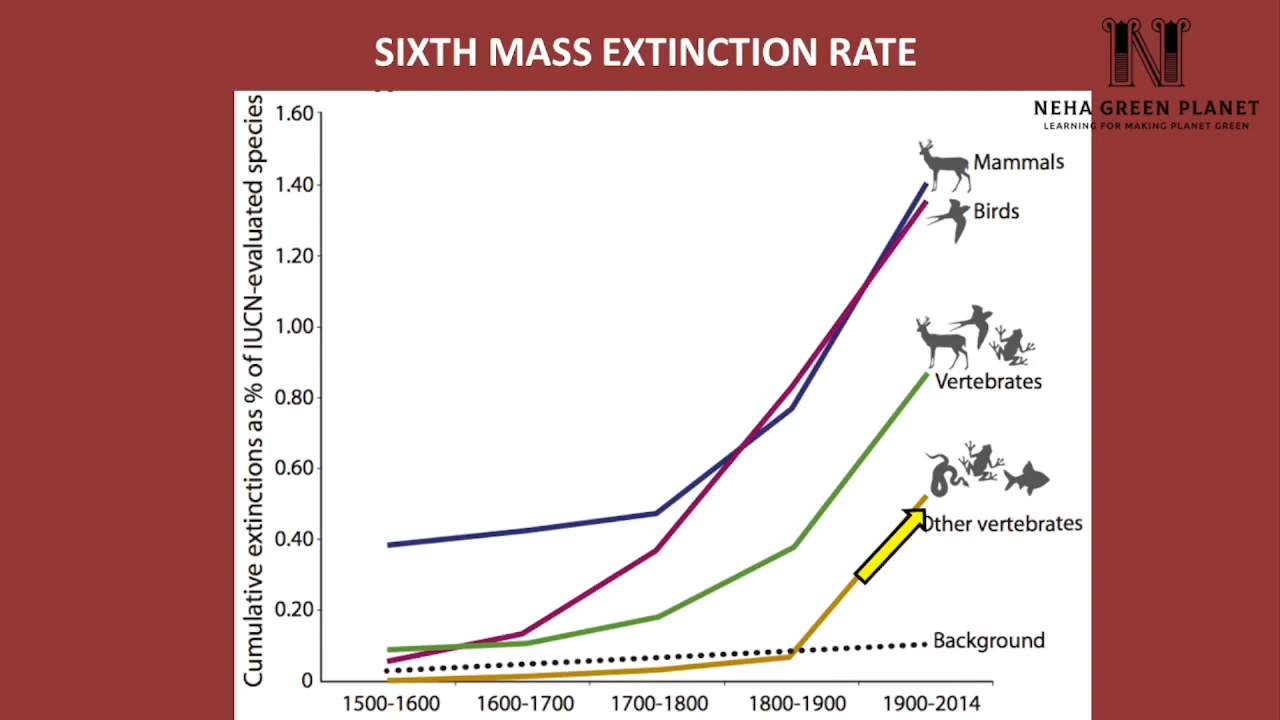 SIXTH MASS EXTINCTION RATE
N
NEHA GREEN PLANET
LEARNING FOR MAKING PLANET GREEN
Cumulative extinctions as % of IUCN-evaluated species
1.60
1.40
1.20
1.00
0.80
0.60
0.40
0.20
0
Mammals
Birds
Vertebrates
Other vertebrates
Background
1500-1600 1600-1700 1700-1800 1800-1900 1900-2014